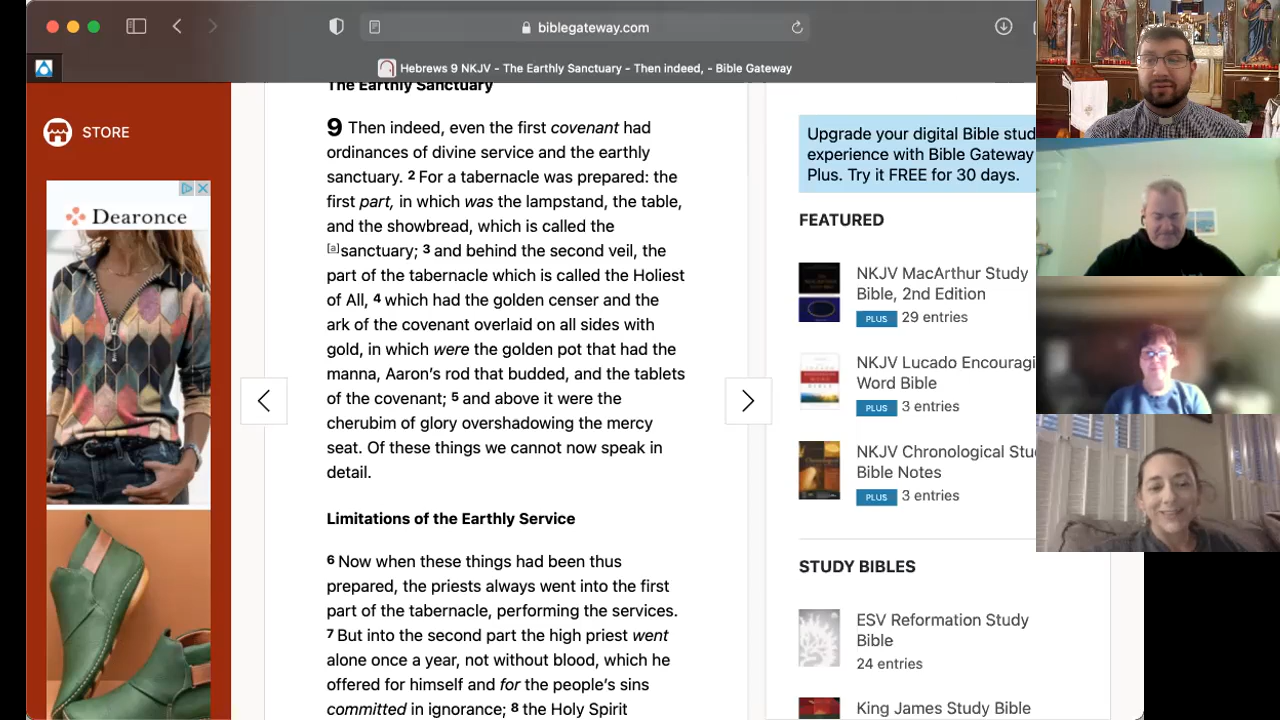 biblegateway.com
Hebrews 9 NKJV - The Earthly Sanctuary - Then indeed, - Bible Gateway
STORE
Dearonce
The Earthly Sanctuary
9 Then indeed, even the first covenant had
ordinances of divine service and the earthly
sanctuary. 2 For a tabernacle was prepared: the
first part, in which was the lampstand, the table,
and the showbread, which is called the
[a]sanctuary; 3 and behind the second veil, the
part of the tabernacle which is called the Holiest
of All, 4 which had the golden censer and the
ark of the covenant overlaid on all sides with
gold, in which were the golden pot that had the
manna, Aaron's rod that budded, and the tablets
of the covenant; 5 and above it were the
cherubim of glory overshadowing the mercy
seat. Of these things we cannot now speak in
detail.
Limitations of the Earthly Service
6 Now when these things had been thus
prepared, the priests always went into the first
part of the tabernacle, performing the services.
7 But into the second part the high priest went
alone once a year, not without blood, which he
offered for himself and for the people's sins
committed in ignorance; 8 the Holy Spirit
Upgrade your digital Bible stud
experience with Bible Gateway
Plus. Try it FREE for 30 days.
FEATURED
NKJV MacArthur Study
Bible, 2nd Edition
PLUS 29 entries
NKJV Lucado Encouragi
Word Bible
PLUS 3 entries
NKJV Chronological Stu
Bible Notes
PLUS 3 entries
STUDY BIBLES
ESV Reformation Study
Bible
24 entries
King James Study Bible